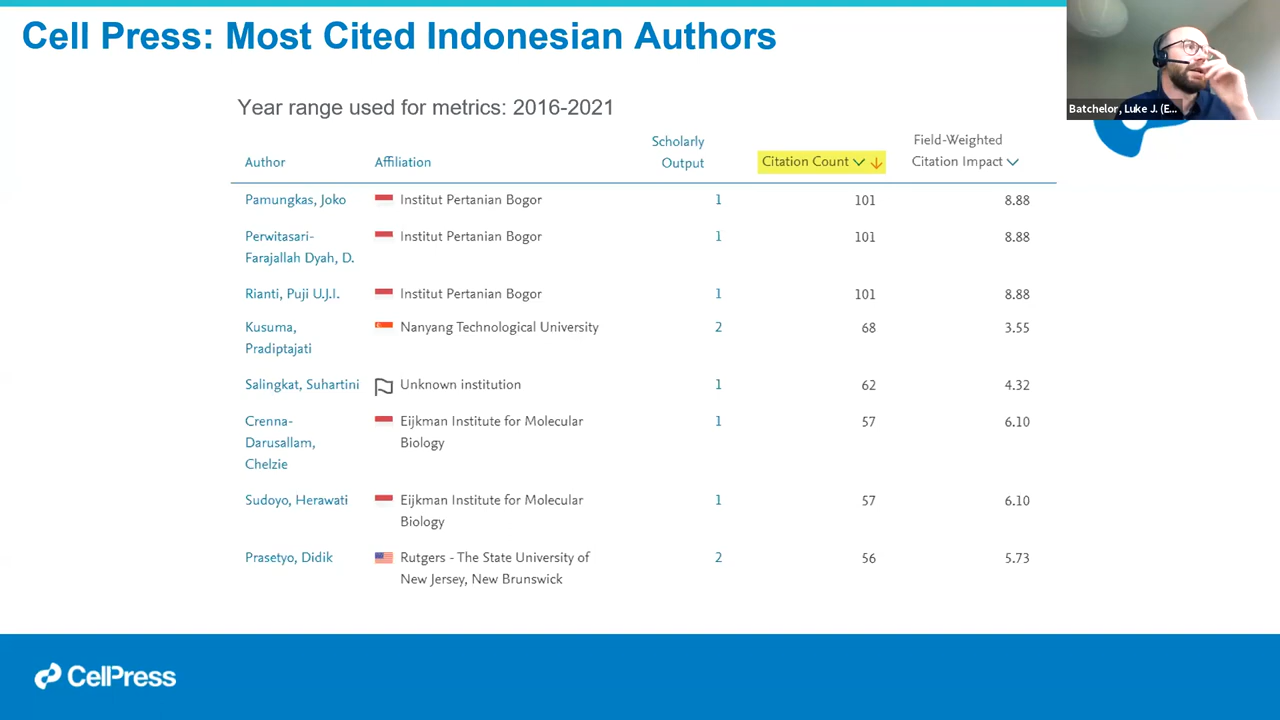 Cell Press: Most Cited Indonesian Authors
Batchelor, Luke J. (E...
Year range used for metrics: 2016-2021
Author Affiliation Scholarly Output Citation Count Field-Weighted Citation Impact
Pamungkas, Joko Institut Pertanian Bogor 1 101 8.88
Perwitasari- Institut Pertanian Bogor 1 101 8.88
Farajallah Dyah, D.
Rianti, Puji U.J.I. Institut Pertanian Bogor 1 101 8.88
Kusuma, Nanyang Technological University 2 68 3.55
Pradiptajati
Salingkat, Suhartini Unknown institution 1 62 4.32
Crenna- Eijkman Institute for Molecular 1 57 6.10
Darusallam, Biology
Chelzie
Sudoyo, Herawati Eijkman Institute for Molecular 1 57 6.10
Biology
Prasetyo, Didik Rutgers - The State University of 2 56 5.73
New Jersey, New Brunswick
CellPress